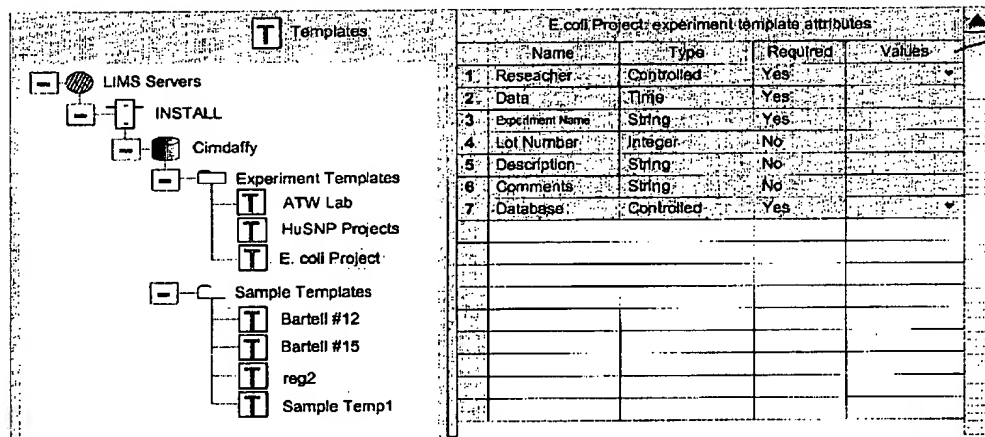 T Templates
LIMS Servers
INSTALL
Cimdaffy
Experiment Templates
T ATW Lab
T HuSNP Projects
T E. coli Project
Sample Templates
T Bartell #12
T Bartell #15
T reg2
T Sample Temp1
E.coli Project: experiment template attributes
Name Type Required Values
1 Reseacher Controlled Yes
2 Data Time Yes
3 Experiment Name String Yes
4 Lot Number Integer No
5 Description String No
6 Comments String No
7 Database Controlled Yes